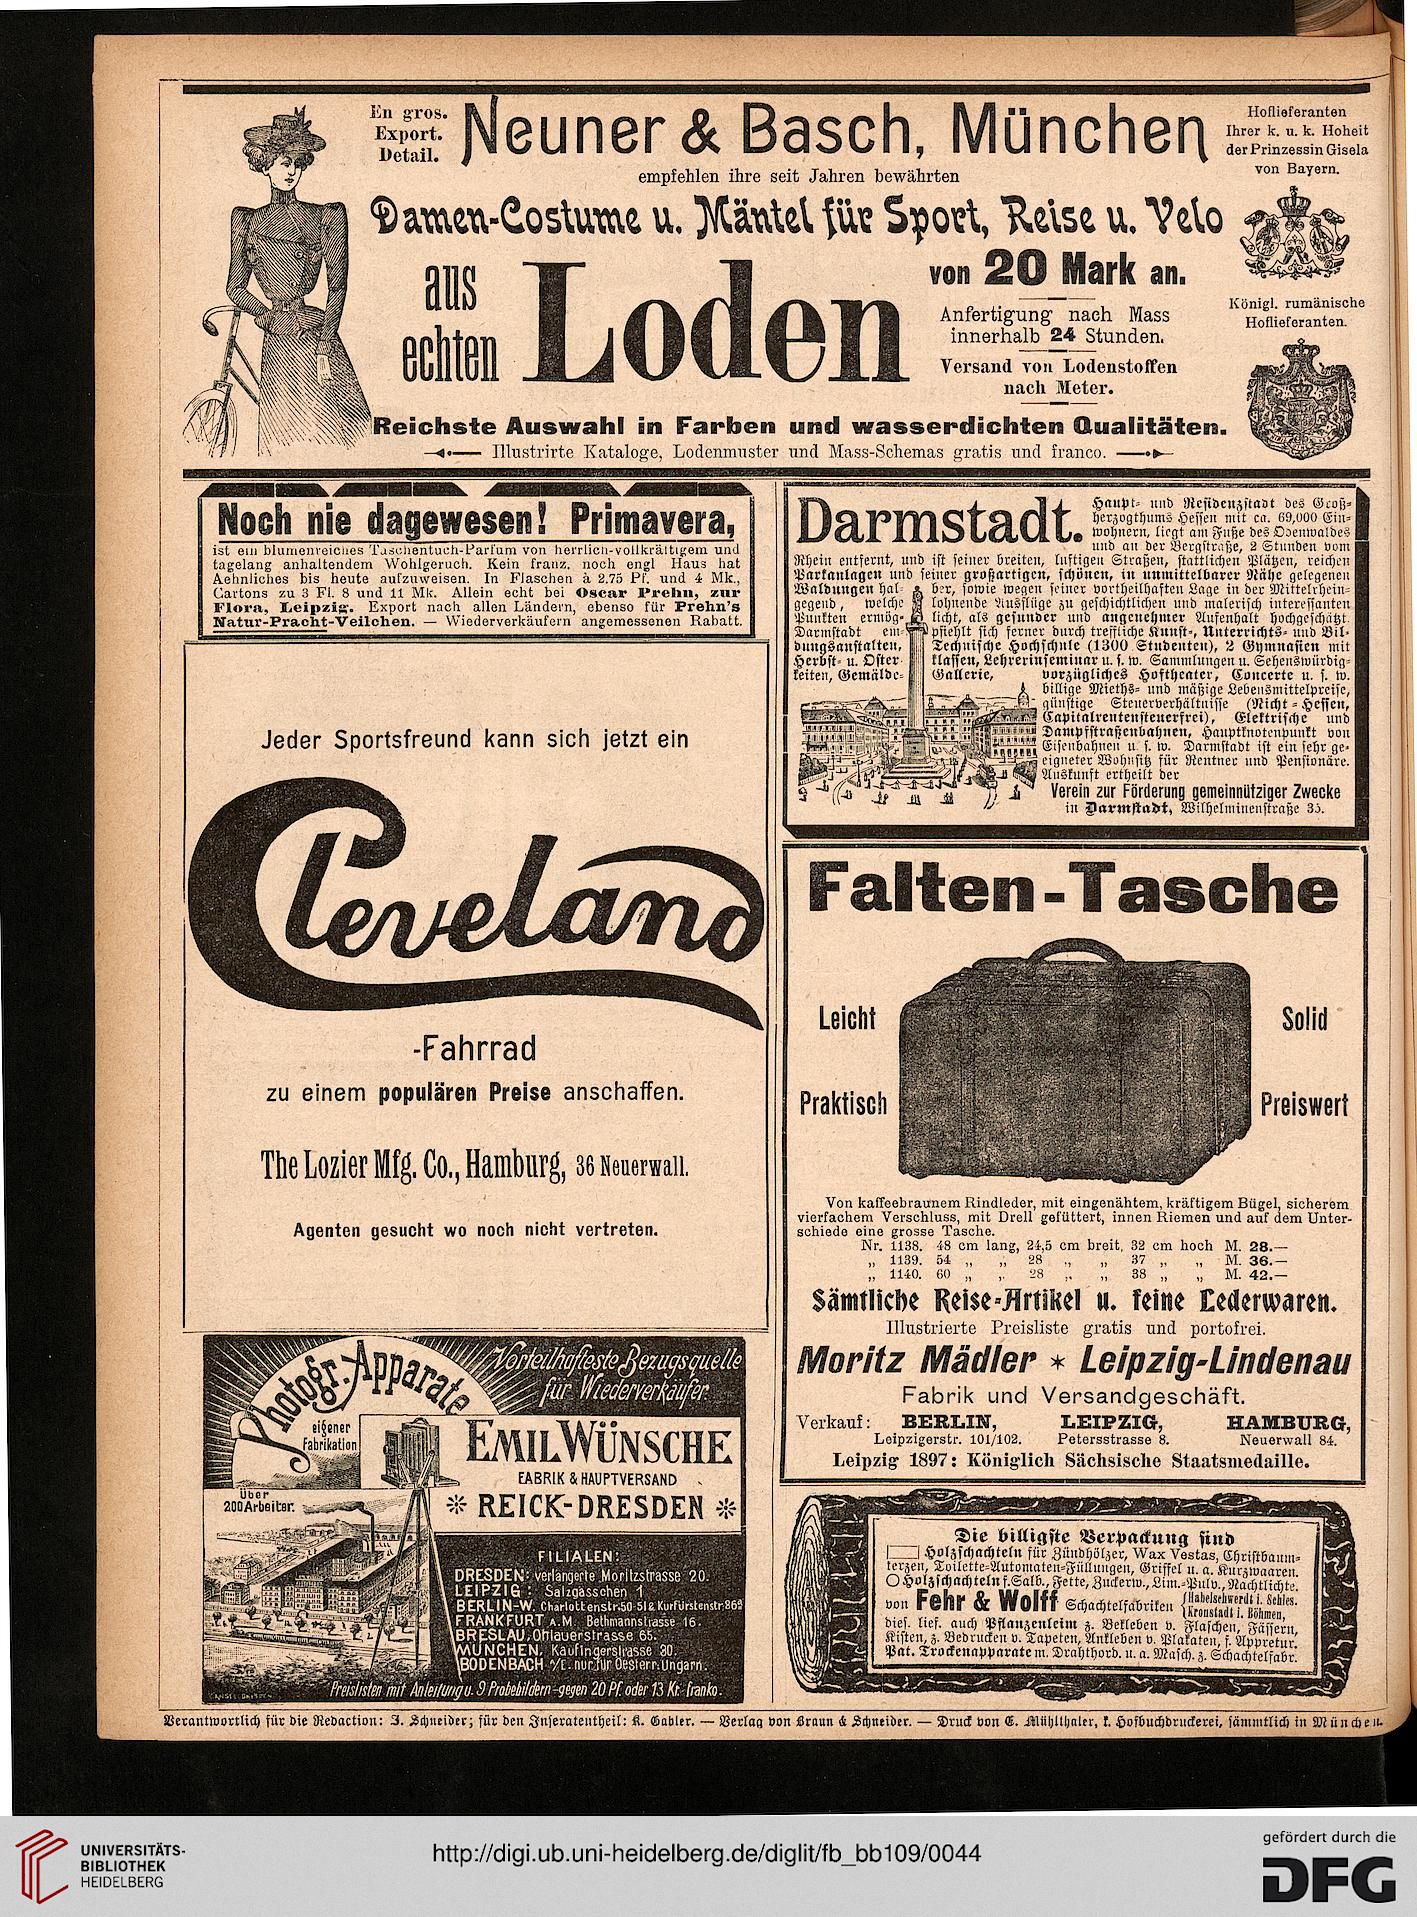 En gros.
Export.
Detail.
Neuner & Basch, München
Hoflieferanten
Ihrer k. u. k. Hoheit
der Prinzessin Gisela
von Bayern.
empfehlen ihre seit Jahren bewährten
Damen-Costume u. Mäntel für Sport, Reise u. Velo
aus
echten
Loden
von 20 Mark an.
Anfertigung nach Mass
innerhalb 24 Stunden.
Versand von Lodenstoffen
nach Meter.
Königl. rumänische
Hoflieferanten.
Reichste Auswahl in Farben und wasserdichten Qualitäten.
Illustrirte Kataloge, Lodenmuster und Mass-Schemas gratis und franco.
Noch nie dagewesen! Primavera,
ist ein blumenreiches Taschentuch-Parfum von herrlich-vollkräftigem und
tagelang anhaltendem Wohlgeruch. Kein franz. noch engl Haus hat
Aehnliches bis heute aufzuweisen. In Flaschen à 2.75 Pf. und 4 Mk.,
Cartons zu 3 Fl. 8 und 11 Mk. Allein echt bei Oscar Prehn, zur
Flora, Leipzig. Export nach allen Ländern, ebenso für Prehn's
Natur-Pracht-Veilchen. — Wiederverkäufern angemessenen Rabatt.
Jeder Sportsfreund kann sich jetzt ein
Cleveland
-Fahrrad
zu einem populären Preise anschaffen.
The Lozier Mfg. Co., Hamburg, 36 Neuerwall.
Agenten gesucht wo noch nicht vertreten.
Photogr. Apparate
eigener
Fabrikation
Vorteilhafteste Bezugsquelle
für Wiederverkäufer.
EMIL WÜNSCHE
FABRIK & HAUPTVERSAND
REICK-DRESDEN
Über
200 Arbeiter.
FILIALEN:
DRESDEN: verlängerte Moritzstrasse 20.
LEIPZIG: Salzgässchen 1
BERLIN-W. Charlottenstr. 50-51 & Kurfürstenstr. 86a
FRANKFURT A. M. Bethmannstrasse 16.
BRESLAU, Ohlauerstrasse 65.
MÜNCHEN, Kaufingerstrasse 30.
BODENBACH a/E. nur für Oesterr. Ungarn.
Preislisten mit Anleitung u. 9 Probebildern gegen 20 Pf. oder 13 Kr. franko.
Darmstadt.
Haupt- und Residenzstadt des Groß-
herzogthums Hessen mit ca. 69,000 Ein-
wohnern, liegt am Fuße des Odenwaldes
und an der Bergstraße, 2 Stunden vom
Rhein entfernt, und ist seiner breiten, luftigen Straßen, stattlichen Plätzen, reichen
Parkanlagen und seiner großartigen, schönen, in unmittelbarer Nähe gelegenen
Waldungen halber, sowie wegen seiner vortheilhaften Lage in der Mittelrhein-
gegend, welche lohnende Ausflüge zu geschichtlichen und malerisch interessanten
Punkten ermöglicht, als gesunder und angenehmer Aufenhalt hochgeschätzt.
Darmstadt empfiehlt sich ferner durch treffliche Kunst-, Unterrichts- und Bil-
dungsanstalten, Technische Hochschule (1300 Studenten), 2 Gymnasien mit
Herbst- u. Osterklassen, Lehrerinseminar u. s. w. Sammlungen u. Sehenswürdig-
keiten, Gemälde-Gallerie, vorzügliches Hoftheater, Concerte u. s. w.
billige Mieths- und mäßige Lebensmittelpreise,
günstige Steuerverhältnisse (Nicht-Hessen,
Capitalrentensteuerfrei), Elektrische und
Dampfstraßenbahnen, Hauptknotenpunkt von
Eisenbahnen u. s. w. Darmstadt ist ein sehr ge-
eigneter Wohnsitz für Rentner und Pensionäre.
Auskunft ertheilt der
Verein zur Förderung gemeinnütziger Zwecke
in Darmstadt, Wilhelminenstraße 35.
Falten-Tasche
Leicht
Solid
Praktisch
Preiswert
Von kaffeebraunem Rindleder, mit eingenähtem, kräftigem Bügel, sicherem
vierfachem Verschluss, mit Drell gefüttert, innen Riemen und auf dem Unter-
schiede eine grosse Tasche.
Nr. 1138. 48 cm lang, 24,5 cm breit, 32 cm hoch M. 28.—
„ 1139. 54 „ „ 28 „ „ 37 „ „ M. 36.—
„ 1140. 60 „ „ 28 „ „ 38 „ „ M. 42.—
Sämtliche Reise-Artikel u. feine Lederwaren.
Illustrierte Preisliste gratis und portofrei.
Moritz Mädler * Leipzig-Lindenau
Fabrik und Versandgeschäft.
Verkauf: BERLIN, LEIPZIG, HAMBURG,
Leipzigerstr. 101/102. Petersstrasse 8. Neuerwall 84.
Leipzig 1897: Königlich Sächsische Staatsmedaille.
Die billigste Verpackung sind
Holzschachteln für Zündhölzer, Wax Vestas, Christbaum-
kerzen, Toilette-Automaten-Füllungen, Griffel u. a. Kurzwaaren.
Holzschachteln f. Salb., Fette, Zuckerw., Lim.-Pulv., Nachtlichte.
von Fehr & Wolff Schachtelfabriken
Habelschwerdt i. Schles.
Kronstadt i. Böhmen,
dies. lief. auch Pflanzenleim z. Bekleben v. Flaschen, Fässern,
Kisten, z. Bedrucken v. Tapeten, Ankleben v. Plakaten, f. Appretur.
Pat. Trockenapparate m. Drahthord. u. a. Masch. z. Schachtelfabr.
Verantwortlich für die Redaction: J. Schneider; für den Inseratentheil: K. Gabler. — Verlag von Braun & Schneider. — Druck von E. Mühlthaler, k. Hofbuchdruckerei, sämmtlich in München.
UNIVERSITÄTS-
BIBLIOTHEK
HEIDELBERG
http://digi.ub.uni-heidelberg.de/diglit/fb_bb109/0044
gefördert durch die
DFG